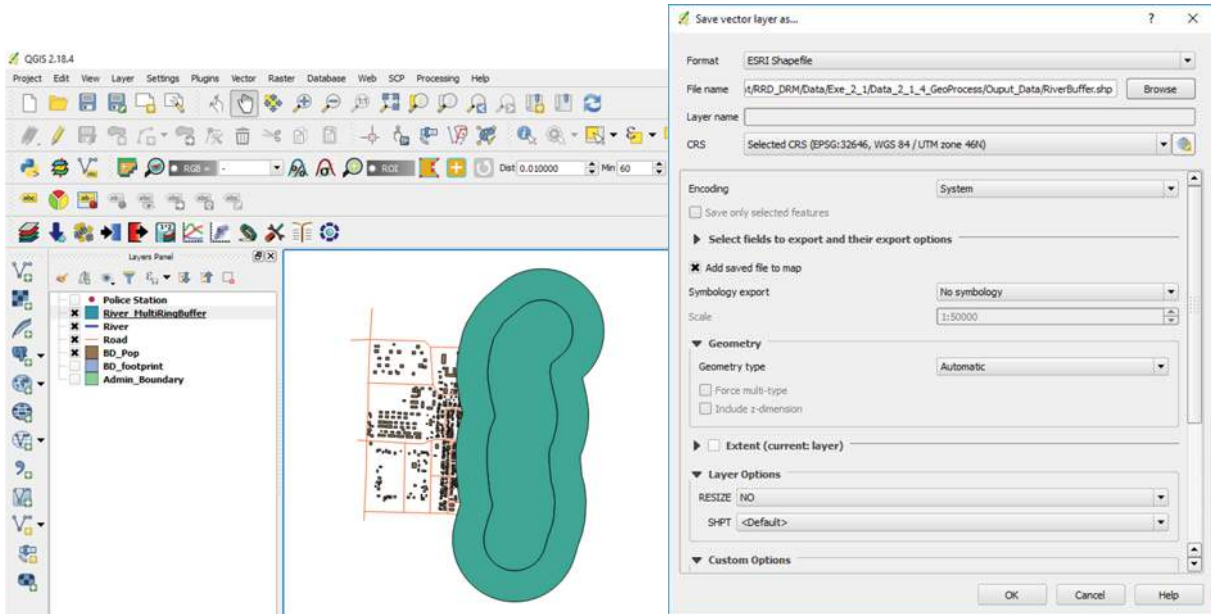 QGIS 2.18.4
Project Edit View Layer Settings Plugins Vector Raster Database Web SCP Processing Help
RGB = -
ROI
Dist 0.010000
Min 60
Layers Panel
Police Station
River_MultiRingBuffer
River
Road
BD_Pop
BD_footprint
Admin_Boundary
Save vector layer as...
?
Format ESRI Shapefile
File name t/RRD_DRM/Data/Exe_2_1/Data_2_1_4_GeoProcess/Ouput_Data/RiverBuffer.shp Browse
Layer name
CRS Selected CRS (EPSG:32646, WGS 84 / UTM zone 46N)
Encoding System
Save only selected features
Select fields to export and their export options
Add saved file to map
Symbology export No symbology
Scale 1:50000
Geometry
Geometry type Automatic
Force multi-type
Include z-dimension
Extent (current: layer)
Layer Options
RESIZE NO
SHPT <Default>
Custom Options
OK Cancel Help